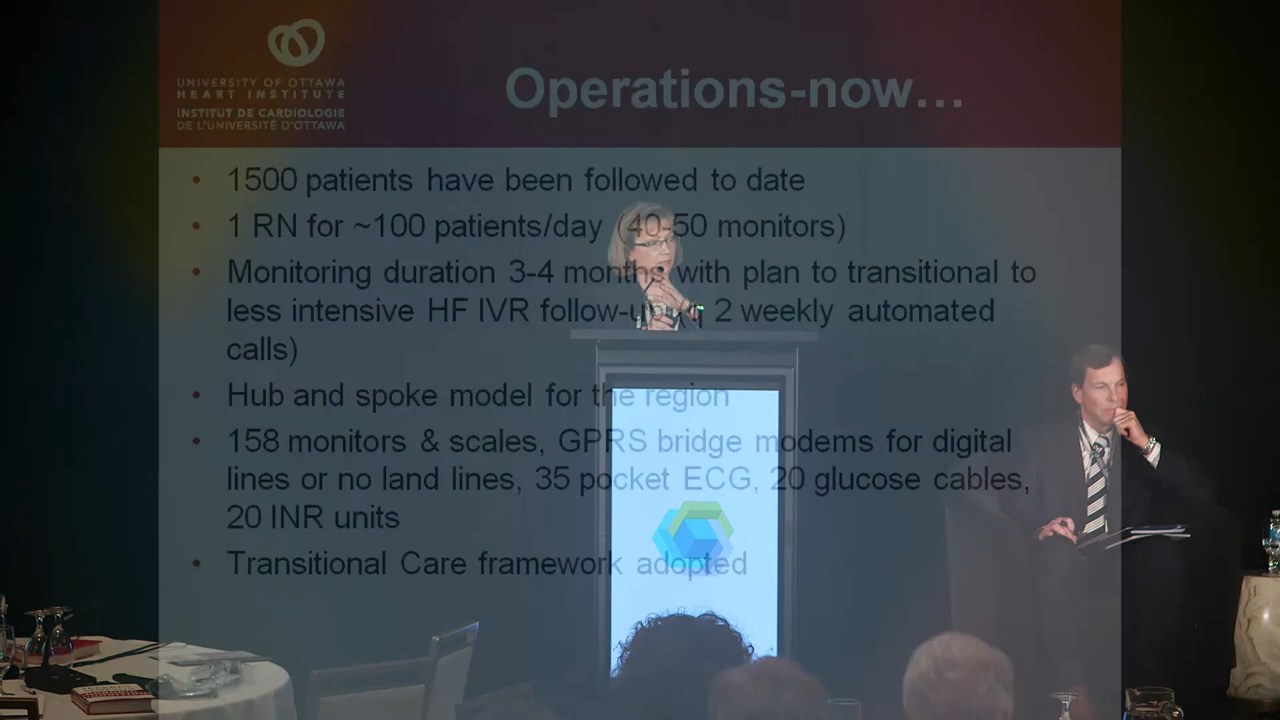 UNIVERSITY OF OTTAWA
HEART INSTITUTE
INSTITUT DE CARDIOLOGIE
DE L'UNIVERSITÉ D'OTTAWA
Operations-now…
• 1500 patients have been followed to date
• 1 RN for ~100 patients/day (40-50 monitors)
• Monitoring duration 3-4 months with plan to transitional to
less intensive HF IVR follow-up 2 weekly automated
calls)
• Hub and spoke model for the region
• 158 monitors & scales, GPRS bridge modems for digital
lines or no land lines, 35 pocket ECG, 20 glucose cables,
20 INR units
• Transitional Care framework adopted